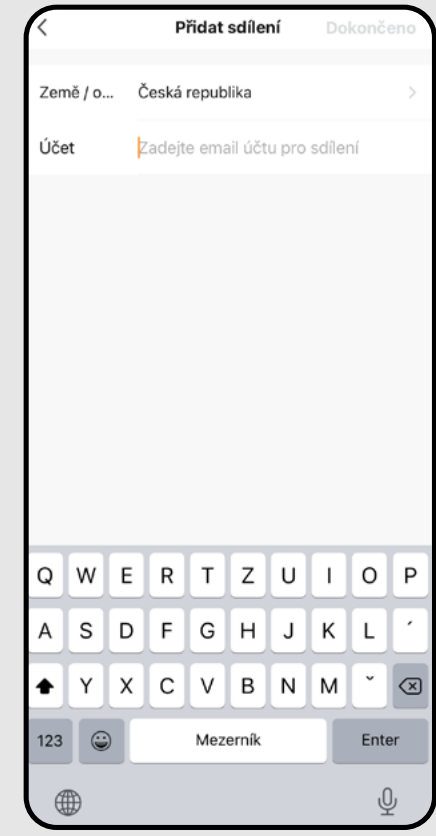 Přidat sdílení Dokončeno
Země / o... Česká republika
Účet Zadejte email účtu pro sdílení
Q W E R T Z U I O P
A S D F G H J K L ´
Y X C V B N M ˇ
123 Mezerník Enter